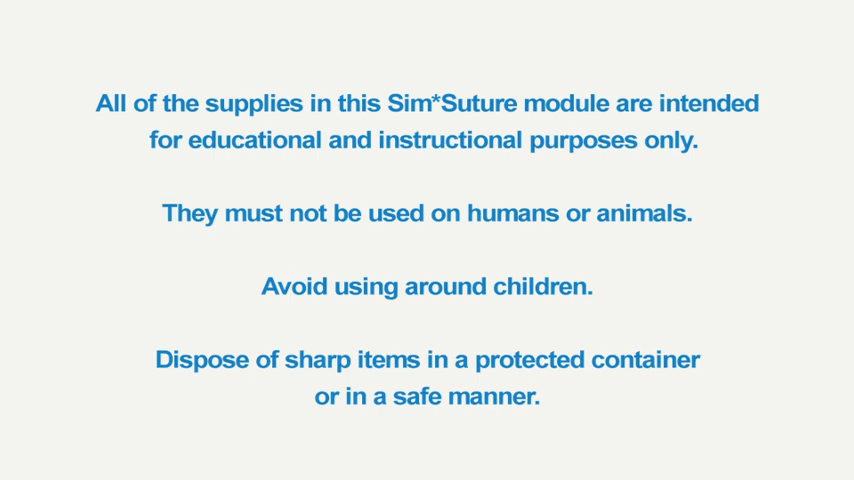 All of the supplies in this Sim*Suture module are intended
for educational and instructional purposes only.
They must not be used on humans or animals.
Avoid using around children.
Dispose of sharp items in a protected container
or in a safe manner.